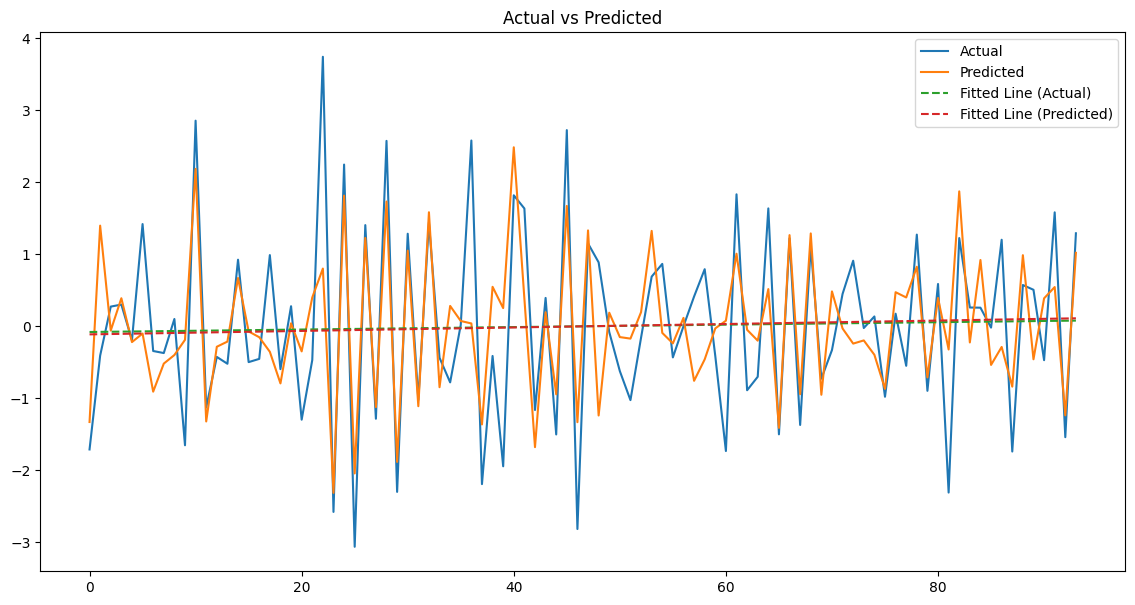 Actual vs Predicted
Actual
Predicted
Fitted Line (Actual)
Fitted Line (Predicted)
4
3
2
1
0
−1
−2
−3
0 20 40 60 80